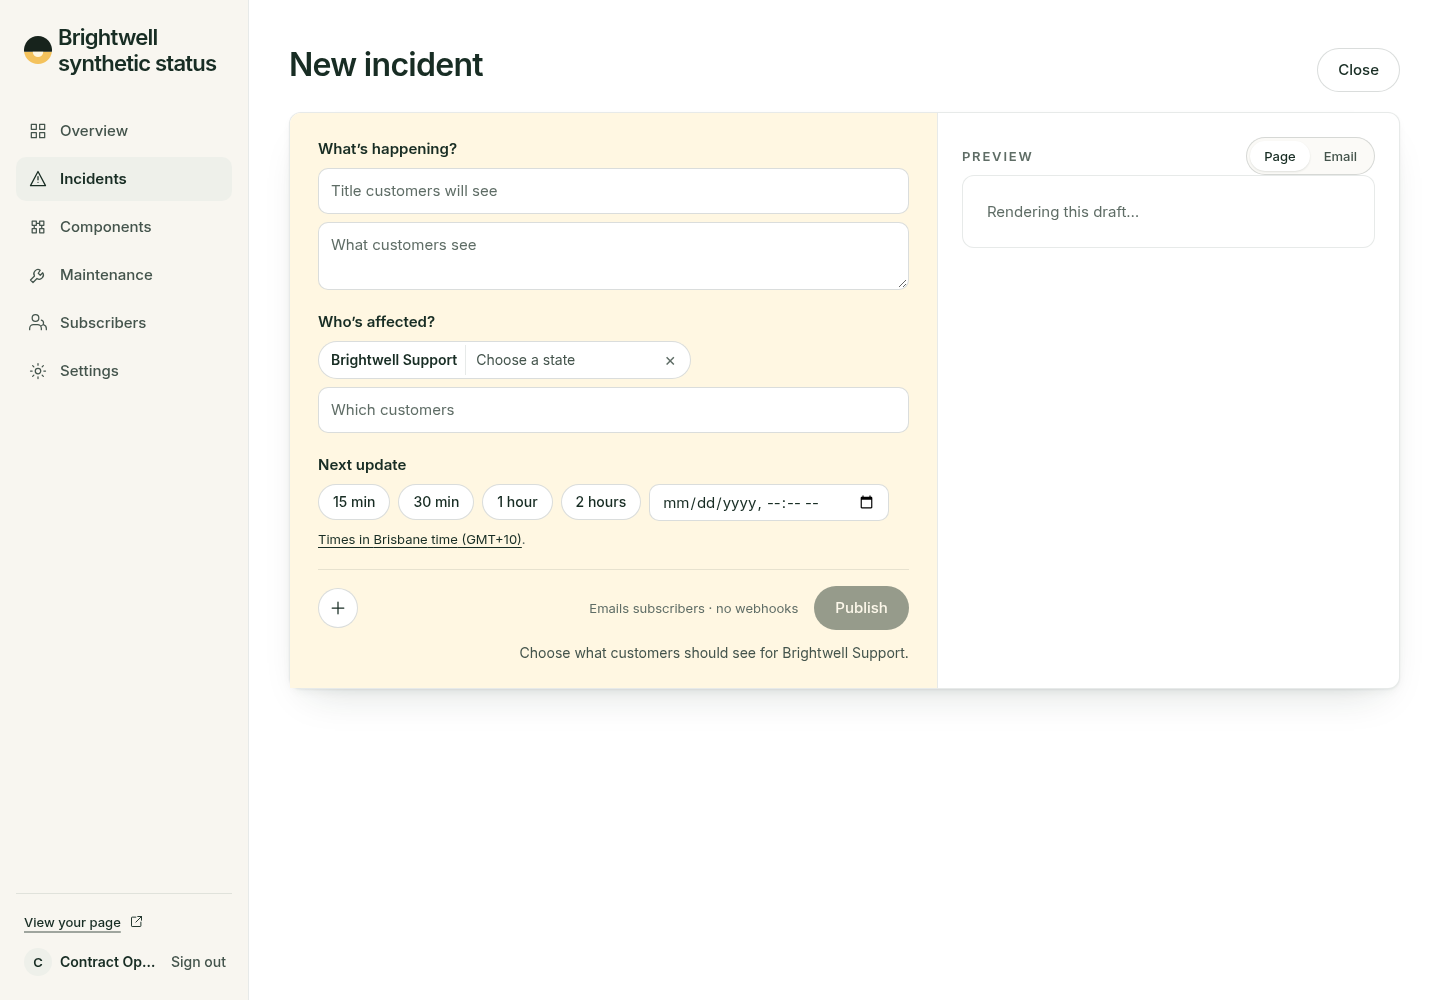 Brightwell
synthetic status
Overview
Incidents
Components
Maintenance
Subscribers
Settings
View your page
C
Contract Op...
Sign out
New incident
Close
What's happening?
Title customers will see
What customers see
Who's affected?
Brightwell Support
Choose a state
×
Which customers
Next update
15 min
30 min
1 hour
2 hours
mm/dd/yyyy, --:-- --
Times in Brisbane time (GMT+10).
Emails subscribers · no webhooks
Publish
Choose what customers should see for Brightwell Support.
PREVIEW
Page
Email
Rendering this draft...